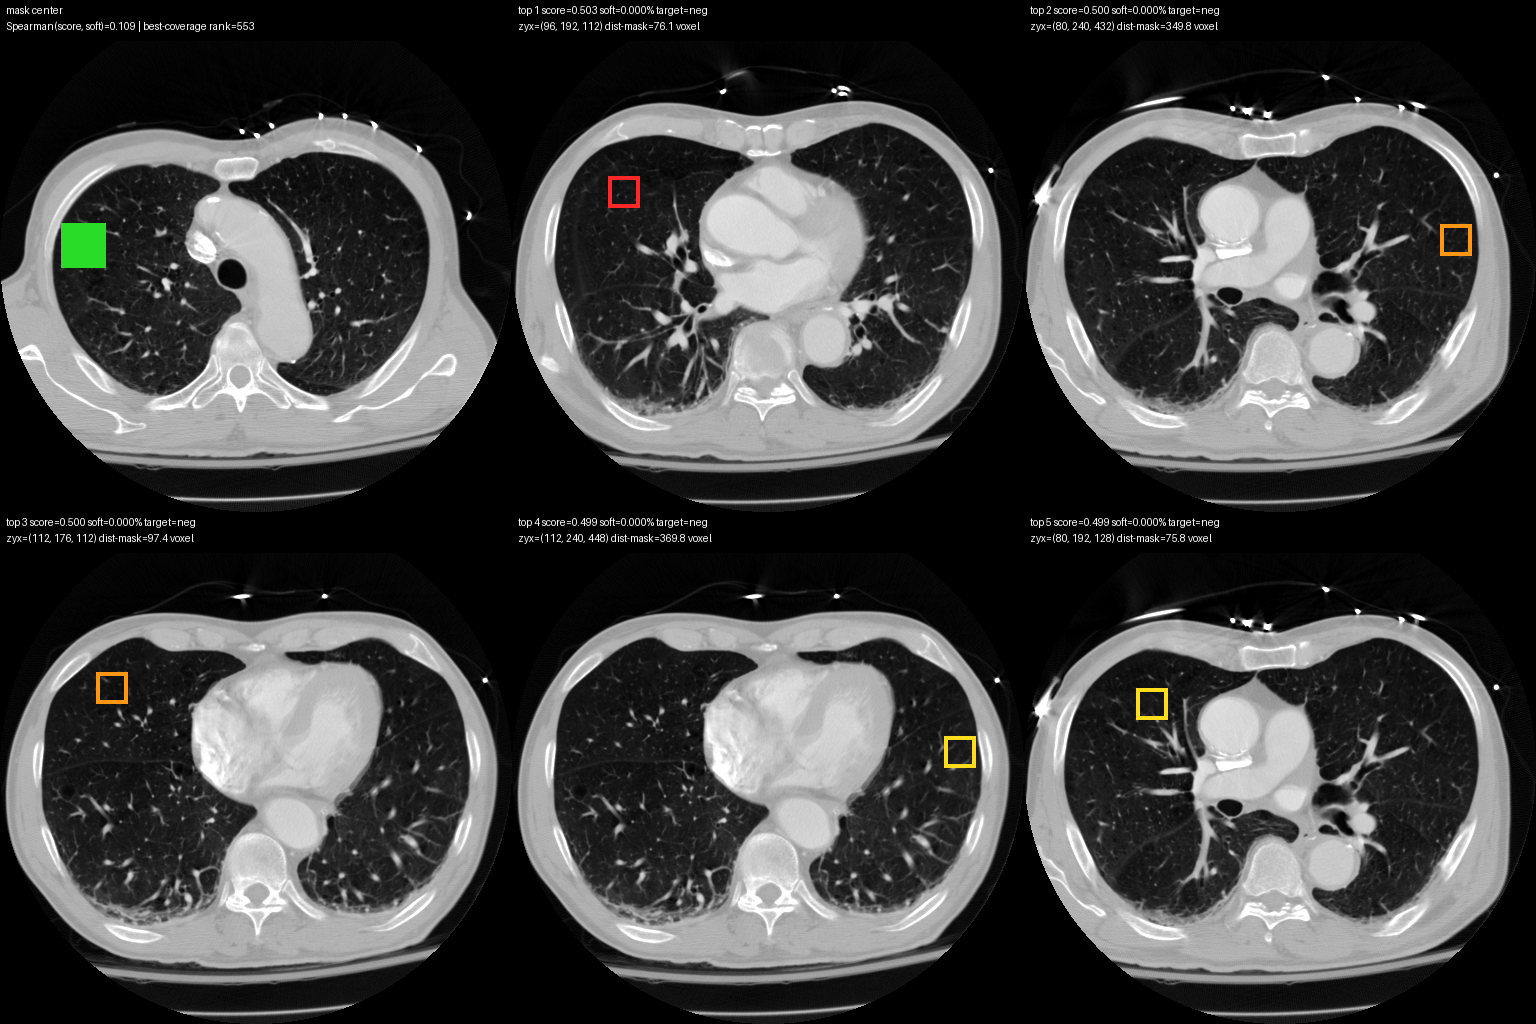 mask center
Spearman(score, soft)=0.109 | best-coverage rank=553
top 1 score=0.503 soft=0.000% target=neg
zyx=(96, 192, 112) dist-mask=76.1 voxel
top 2 score=0.500 soft=0.000% target=neg
zyx=(80, 240, 432) dist-mask=349.8 voxel
top 3 score=0.500 soft=0.000% target=neg
zyx=(112, 176, 112) dist-mask=97.4 voxel
top 4 score=0.499 soft=0.000% target=neg
zyx=(112, 240, 448) dist-mask=369.8 voxel
top 5 score=0.499 soft=0.000% target=neg
zyx=(80, 192, 128) dist-mask=75.8 voxel